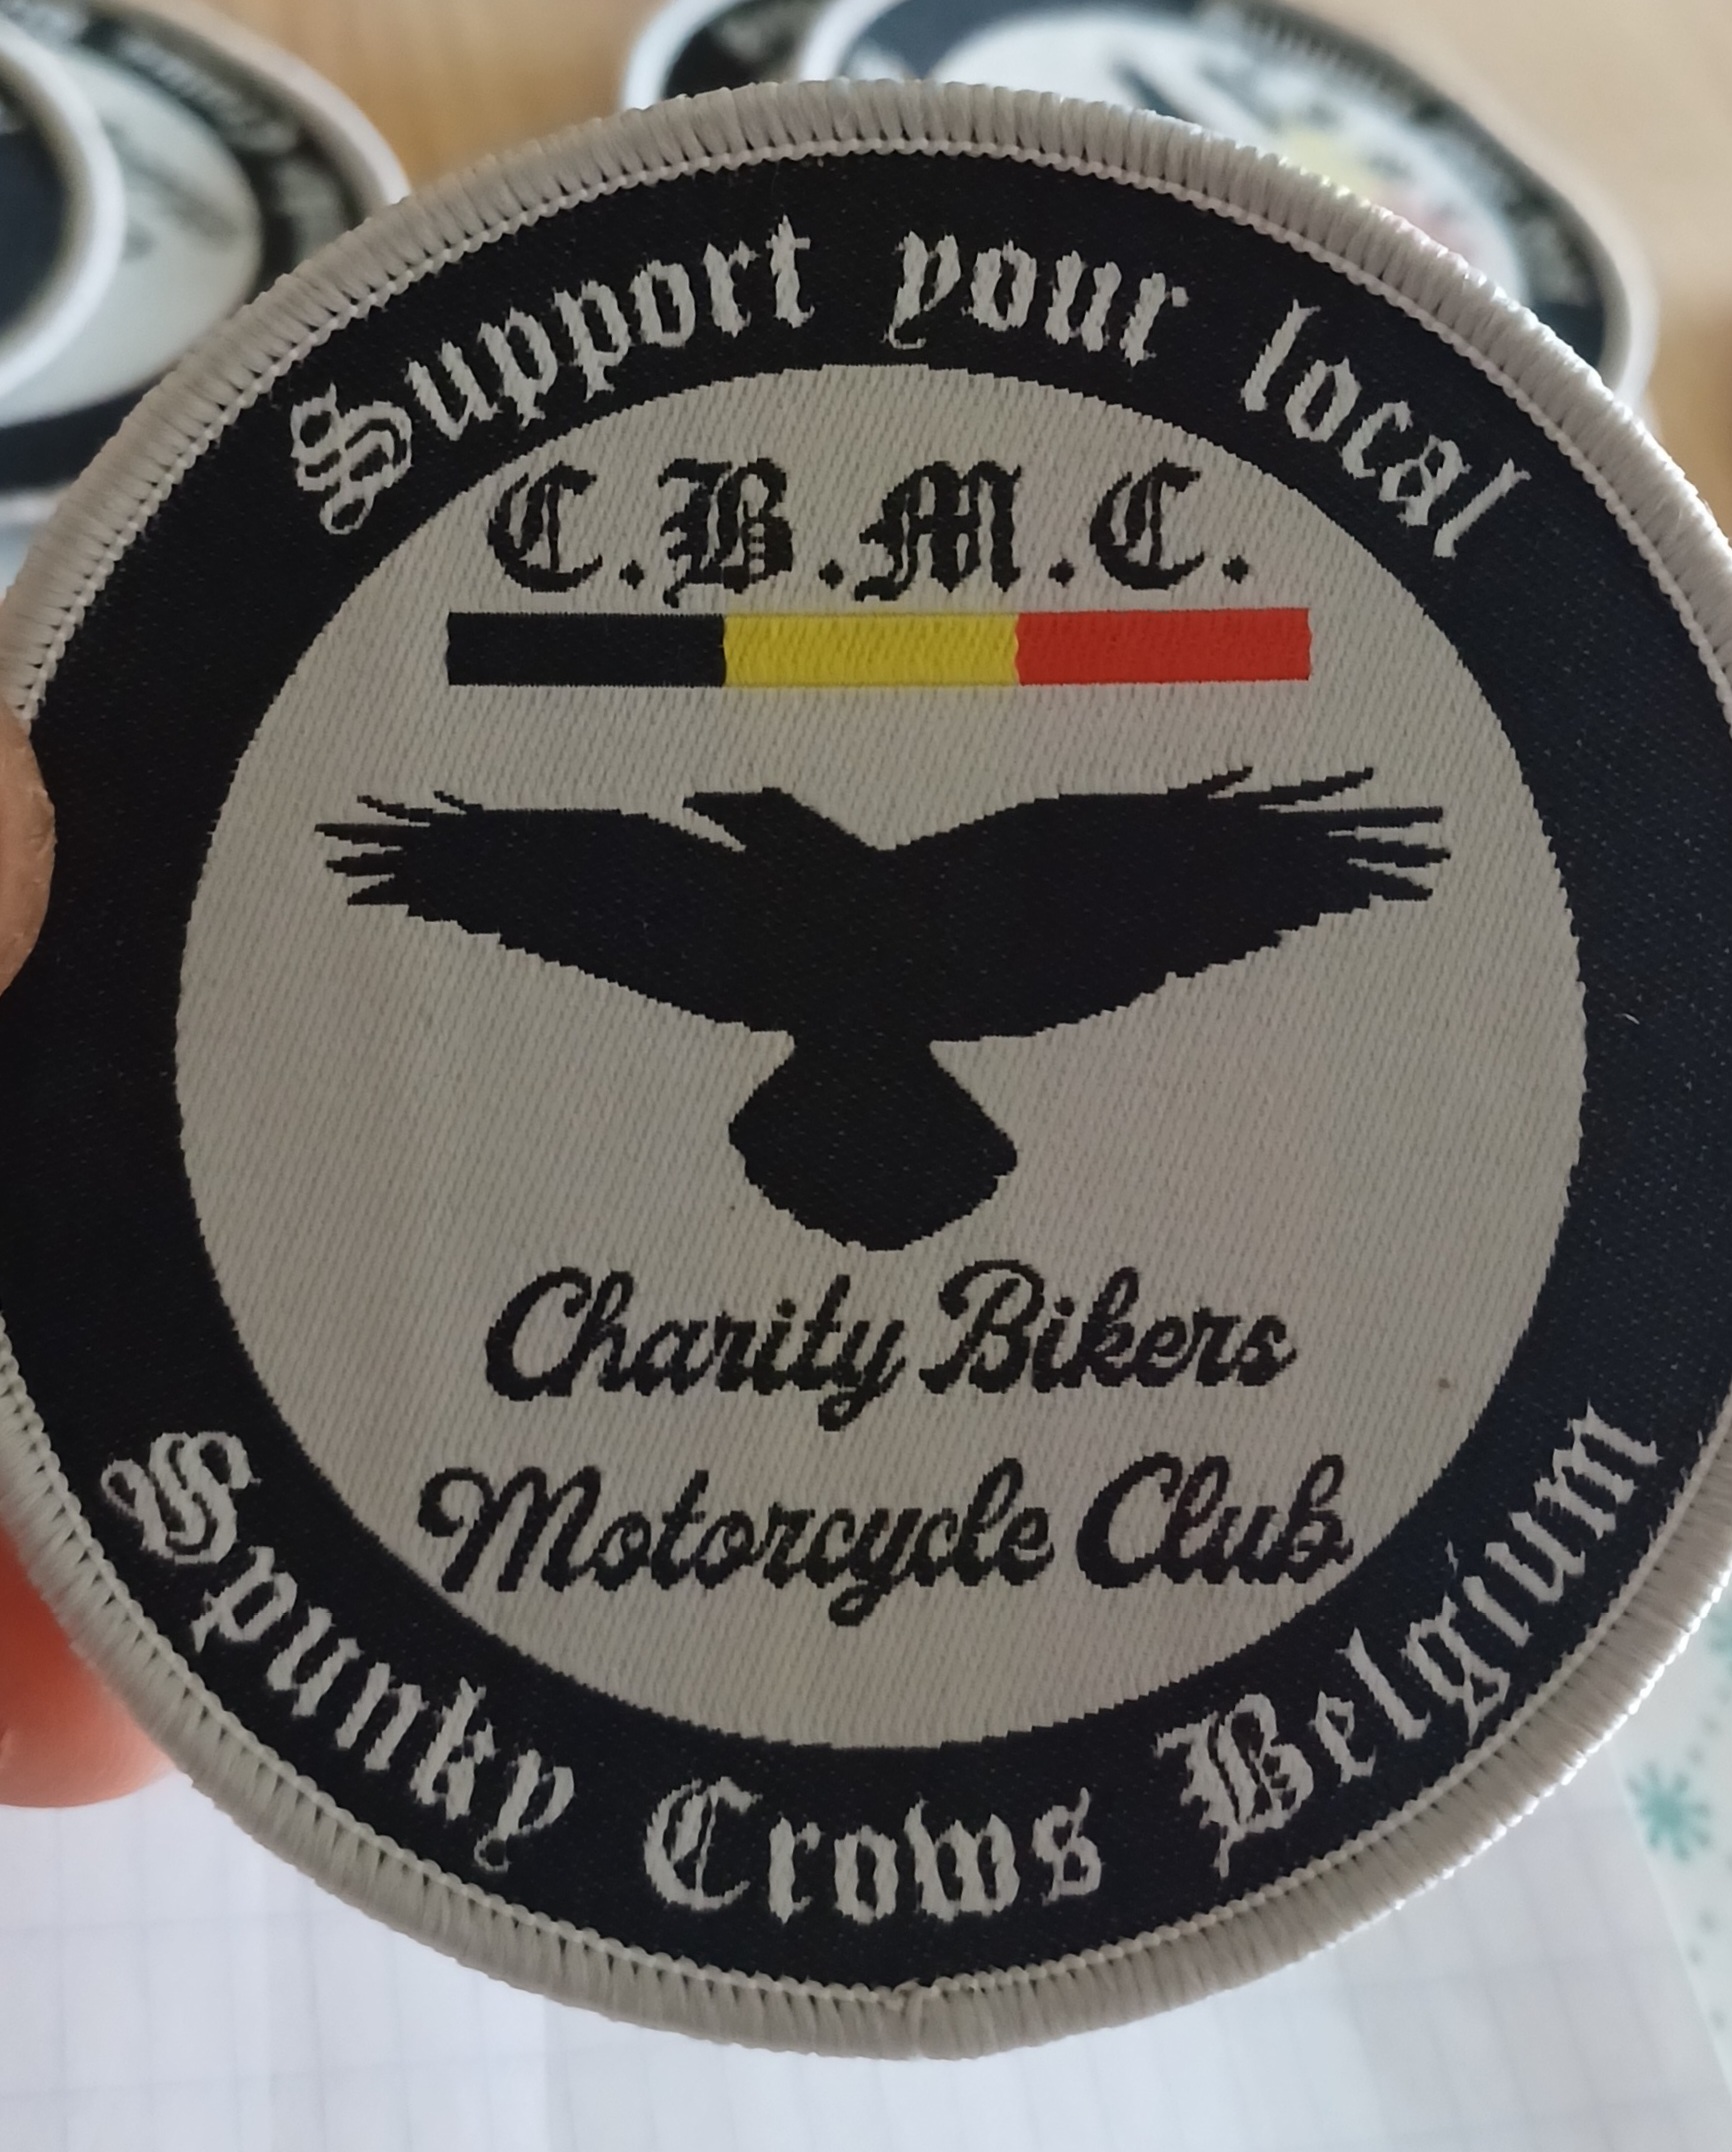 Support your local
C.B.M.C.
Charity Bikers
Motorcycle Club
Spunky Crows Belgium